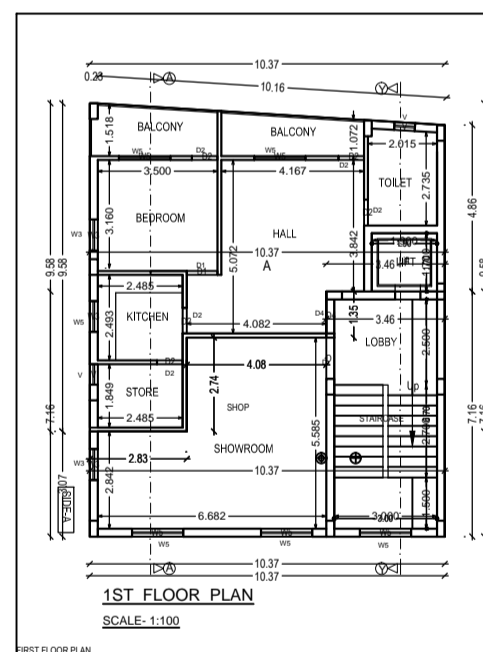 10.37
0.23
A
Y
10.16
V
1.518
BALCONY
BALCONY
1.072
2.015
W5
D2
W5
D2
3.500
4.167
TOILET
2.735
4.86
3.160
BEDROOM
D2
W3
HALL
5.072
3.842
10.37
3.46
LIFT
A
9.58
9.58
D1
2.485
2.493
KITCHEN
W5
D2
4.082
1.35
3.46
D4
LOBBY
2.500
D2
4.08
V
1.849
STORE
2.485
2.74
SHOP
Up
STAIRCASE
7.16
7.16
SHOWROOM
5.585
W3
2.83
10.37
2.842
SIDE-A
6.682
3.000
1.500
W5
W5
W5
A
Y
10.37
10.37
1ST FLOOR PLAN
SCALE- 1:100
FIRST FLOOR PLAN